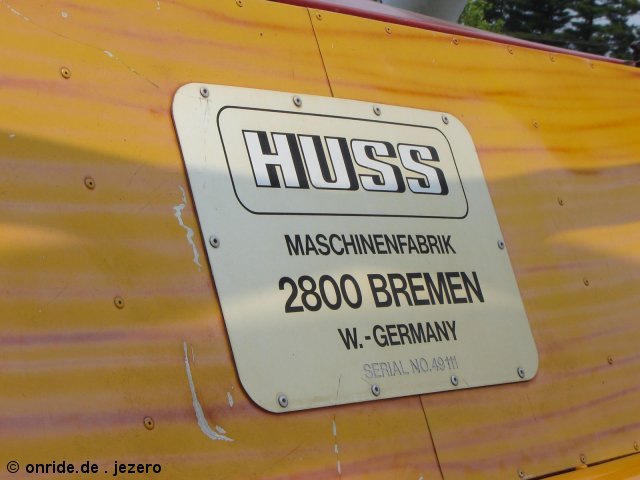 HUSS
MASCHINENFABRIK
2800 BREMEN
W.-GERMANY
SERIAL NO.49111
© onride.de . jezero